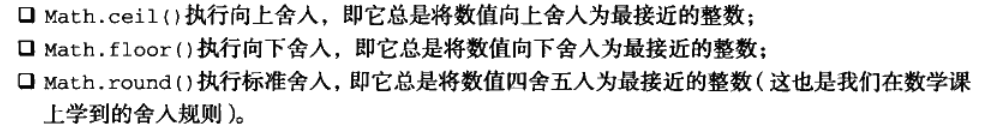 ❑ Math.ceil()执行向上舍入，即它总是将数值向上舍入为最接近的整数；
❑ Math.floor()执行向下舍入，即它总是将数值向下舍入为最接近的整数；
❑ Math.round()执行标准舍入，即它总是将数值四舍五入为最接近的整数（这也是我们在数学课
上学到的舍入规则）。